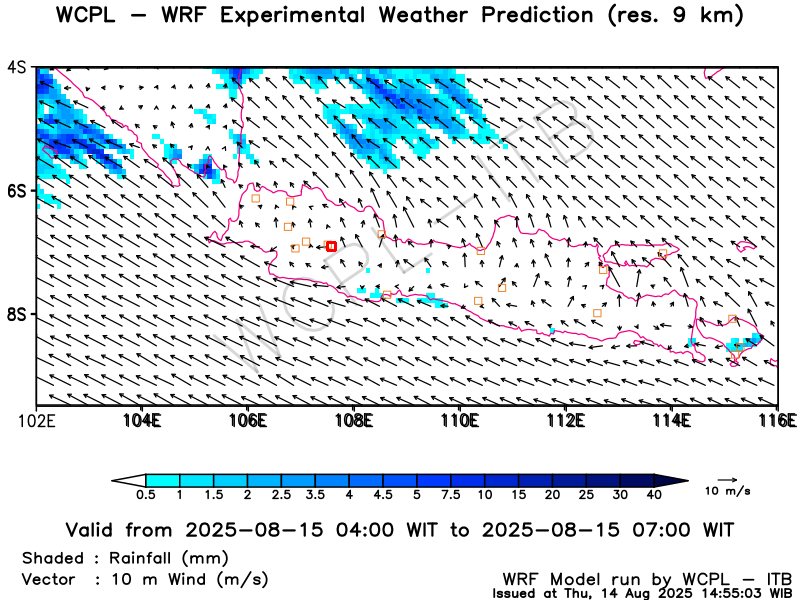 WCPL – WRF Experimental Weather Prediction (res. 9 km)
4S
6S
8S
WCPL-ITB
102E 104E 106E 108E 110E 112E 114E 116E
0.5 1 1.5 2 2.5 3.5 4 4.5 5 7.5 10 15 20 25 30 40
10 m/s
Valid from 2025-08-15 04:00 WIT to 2025-08-15 07:00 WIT
Shaded : Rainfall (mm)
Vector : 10 m Wind (m/s)
WRF Model run by WCPL – ITB
Issued at Thu, 14 Aug 2025 14:55:03 WIB